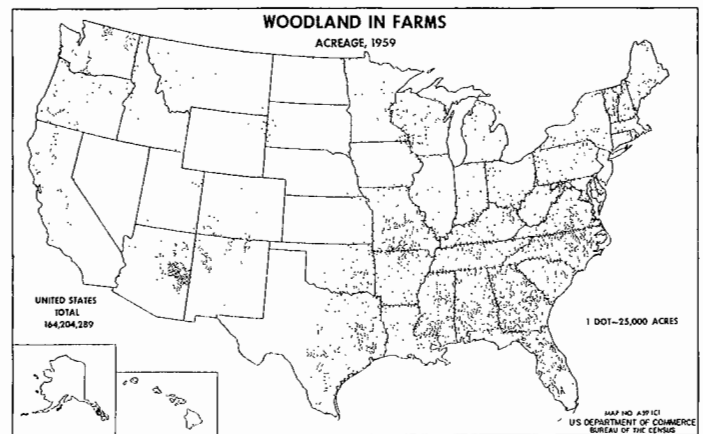 WOODLAND IN FARMS
ACREAGE, 1959
UNITED STATES
TOTAL
164,204,289
1 DOT—25,000 ACRES
MAP NO. A59 1C1
US DEPARTMENT OF COMMERCE
BUREAU OF THE CENSUS